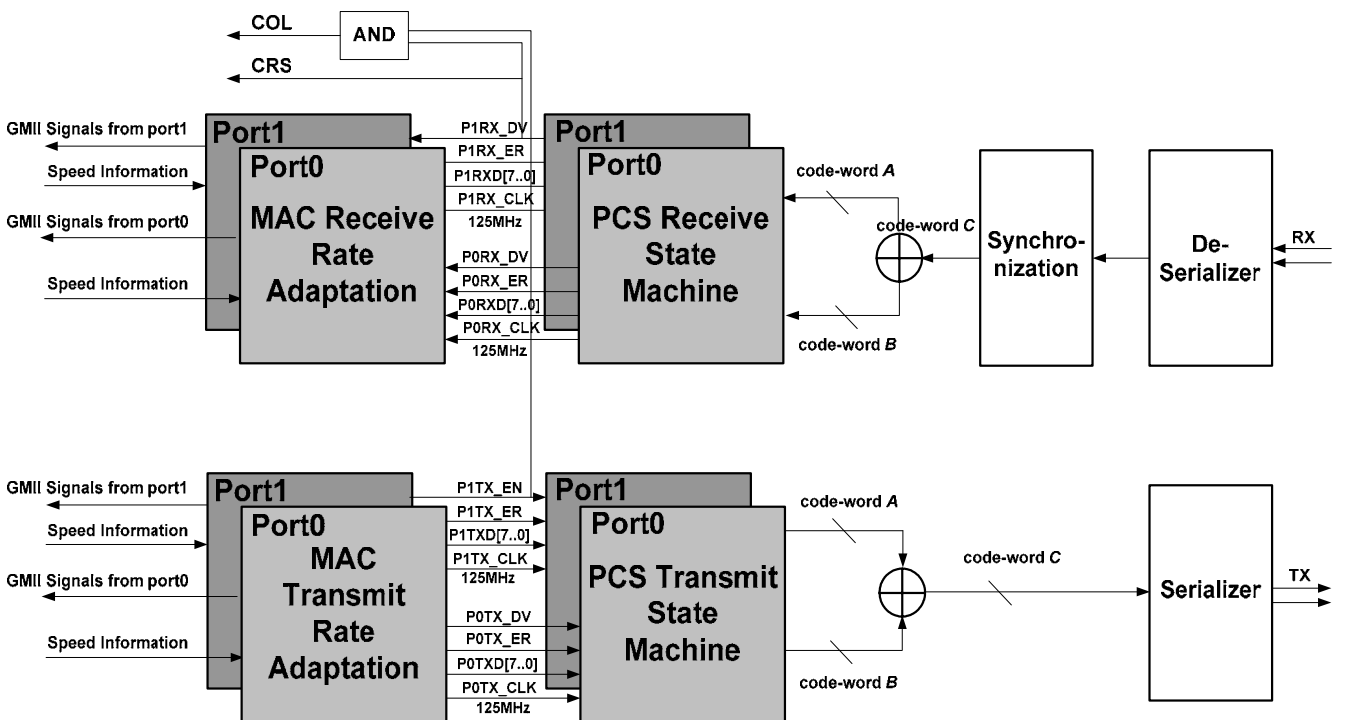 COL
AND
CRS
GMII Signals from port1
Speed Information
GMII Signals from port0
Speed Information
Port1
Port0
MAC Receive
Rate
Adaptation
P1RX_DV
P1RX_ER
P1RXD[7..0]
P1RX_CLK
125MHz
P0RX_DV
P0RX_ER
P0RXD[7..0]
P0RX_CLK
125MHz
Port1
Port0
PCS Receive
State
Machine
code-word A
code-word C
code-word B
Synchro-
nization
De-
Serializer
RX
GMII Signals from port1
Speed Information
GMII Signals from port0
Speed Information
Port1
Port0
MAC
Transmit
Rate
Adaptation
P1TX_EN
P1TX_ER
P1TXD[7..0]
P1TX_CLK
125MHz
P0TX_DV
P0TX_ER
P0TXD[7..0]
P0TX_CLK
125MHz
Port1
Port0
PCS Transmit
State
Machine
code-word A
code-word B
code-word C
Serializer
TX